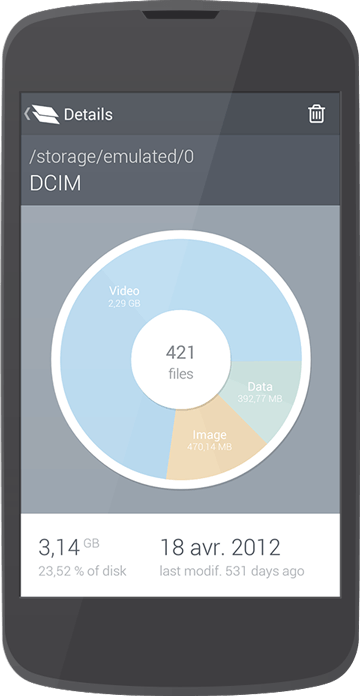 Details
/storage/emulated/0
DCIM
Video
2,29 GB
421
files
Data
392,77 MB
Image
470,14 MB
3,14 GB
23,52 % of disk
18 avr. 2012
last modif. 531 days ago